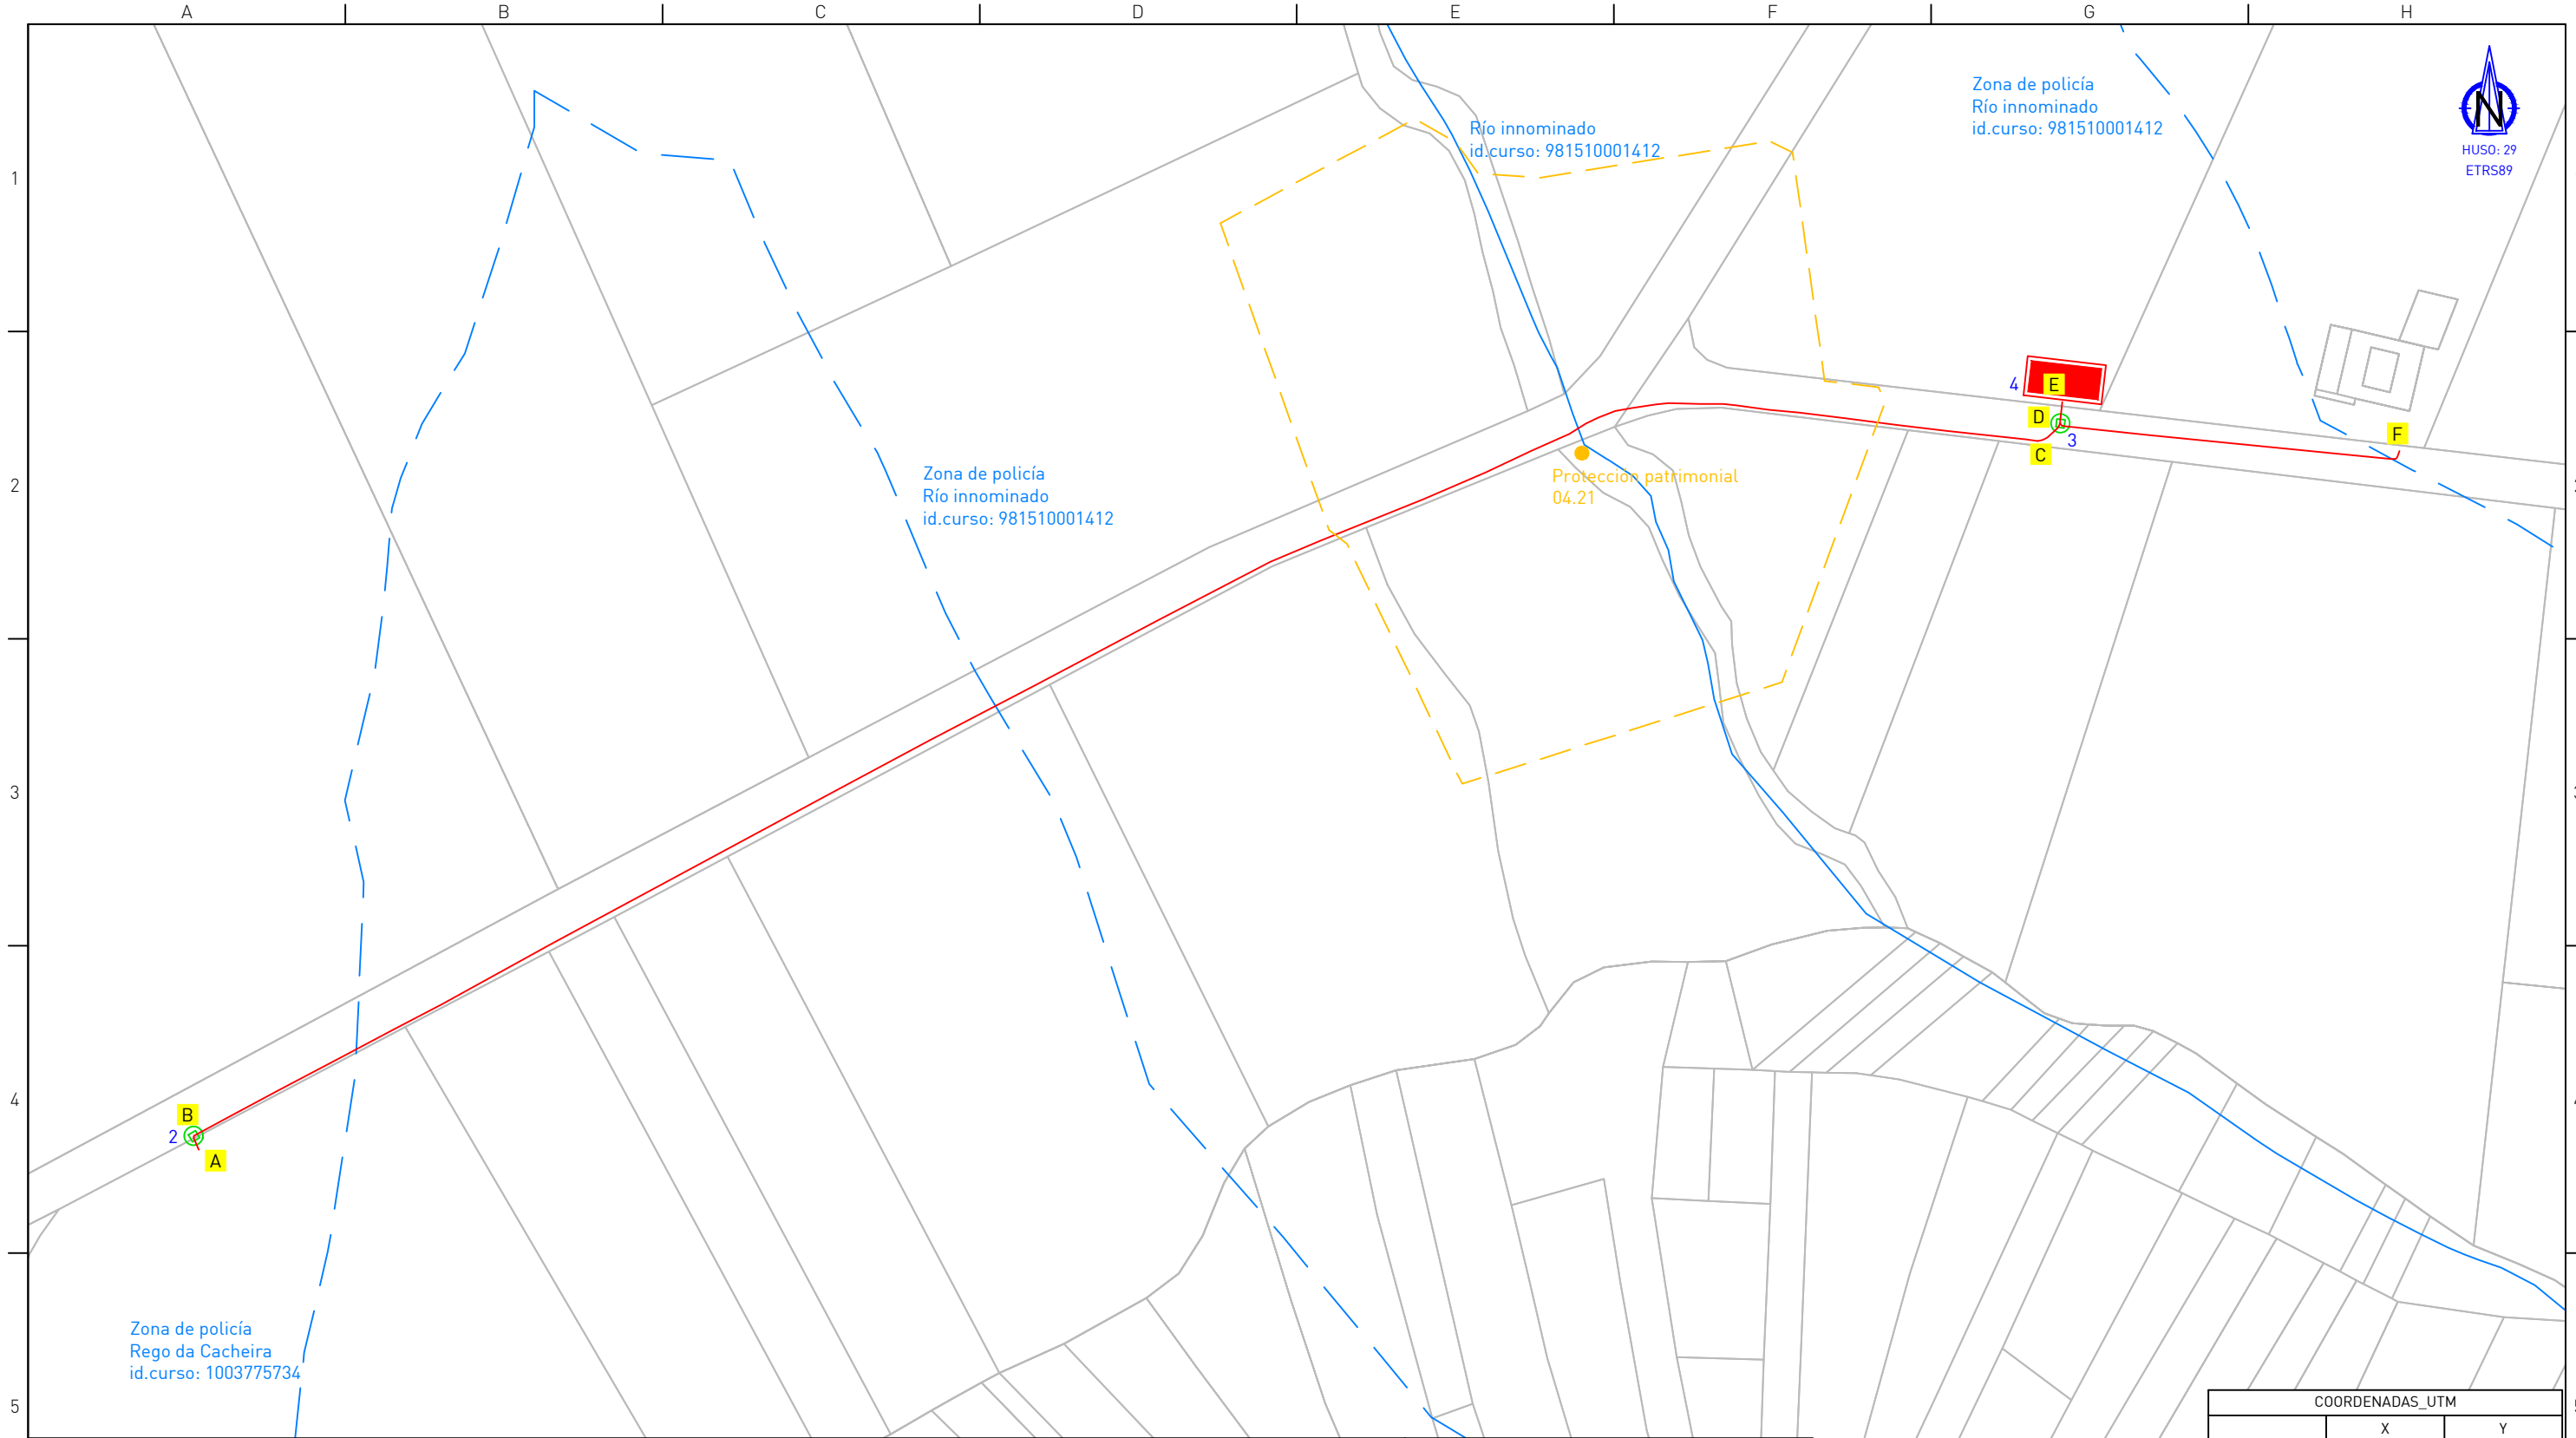 A B C D E F G H
1
2
3
4
5
Zona de policía
Río innominado
id.curso: 981510001412
N
HUSO: 29
ETRS89
Río innominado
id.curso: 981510001412
4
E
D
3
C
F
Protección patrimonial
04.21
Zona de policía
Río innominado
id.curso: 981510001412
B
2
A
Zona de policía
Rego da Cacheira
id.curso: 1003775734
COORDENADAS_UTM
X Y